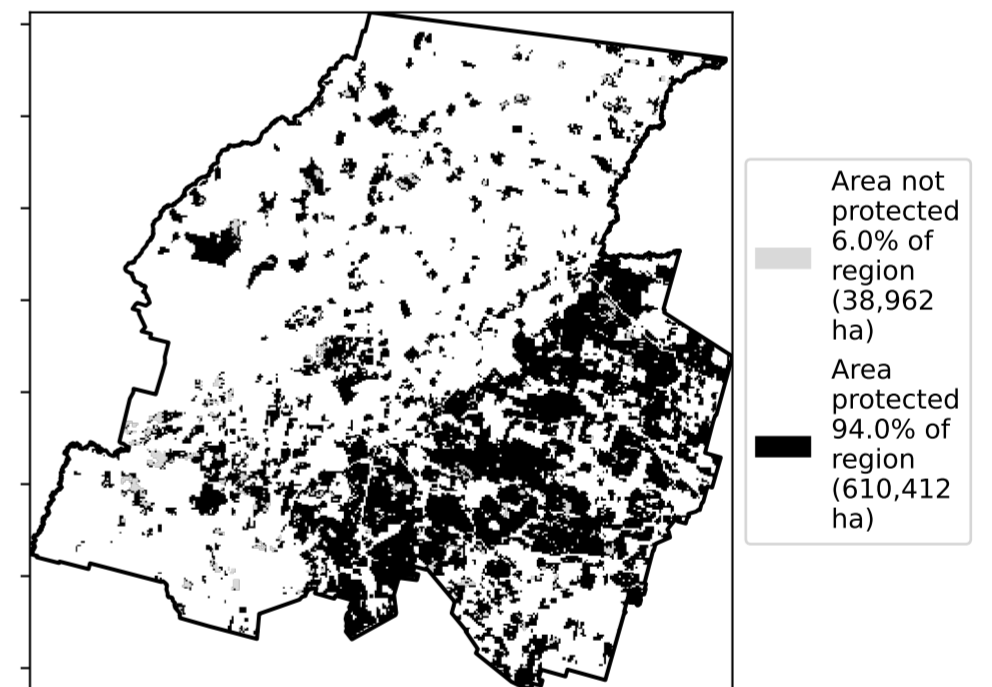 Area not
protected
6.0% of
region
(38,962
ha)
Area
protected
94.0% of
region
(610,412
ha)